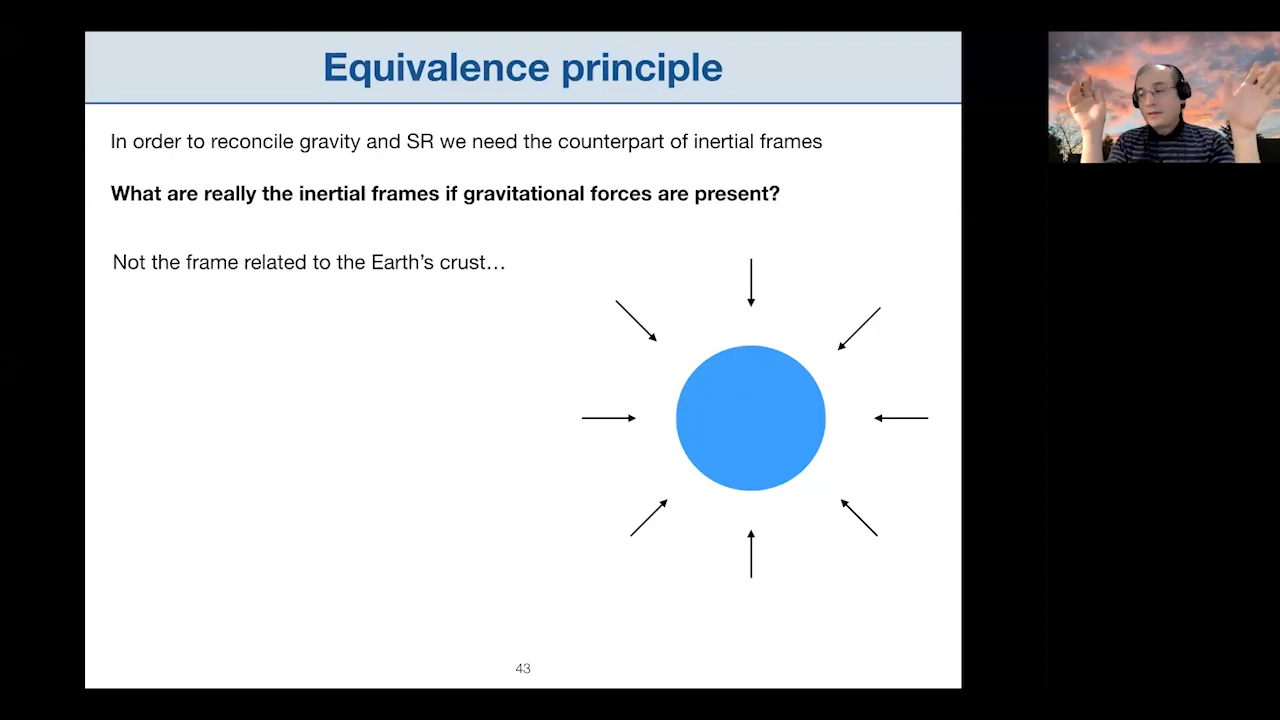 Equivalence principle
In order to reconcile gravity and SR we need the counterpart of inertial frames
What are really the inertial frames if gravitational forces are present?
Not the frame related to the Earth's crust…
43